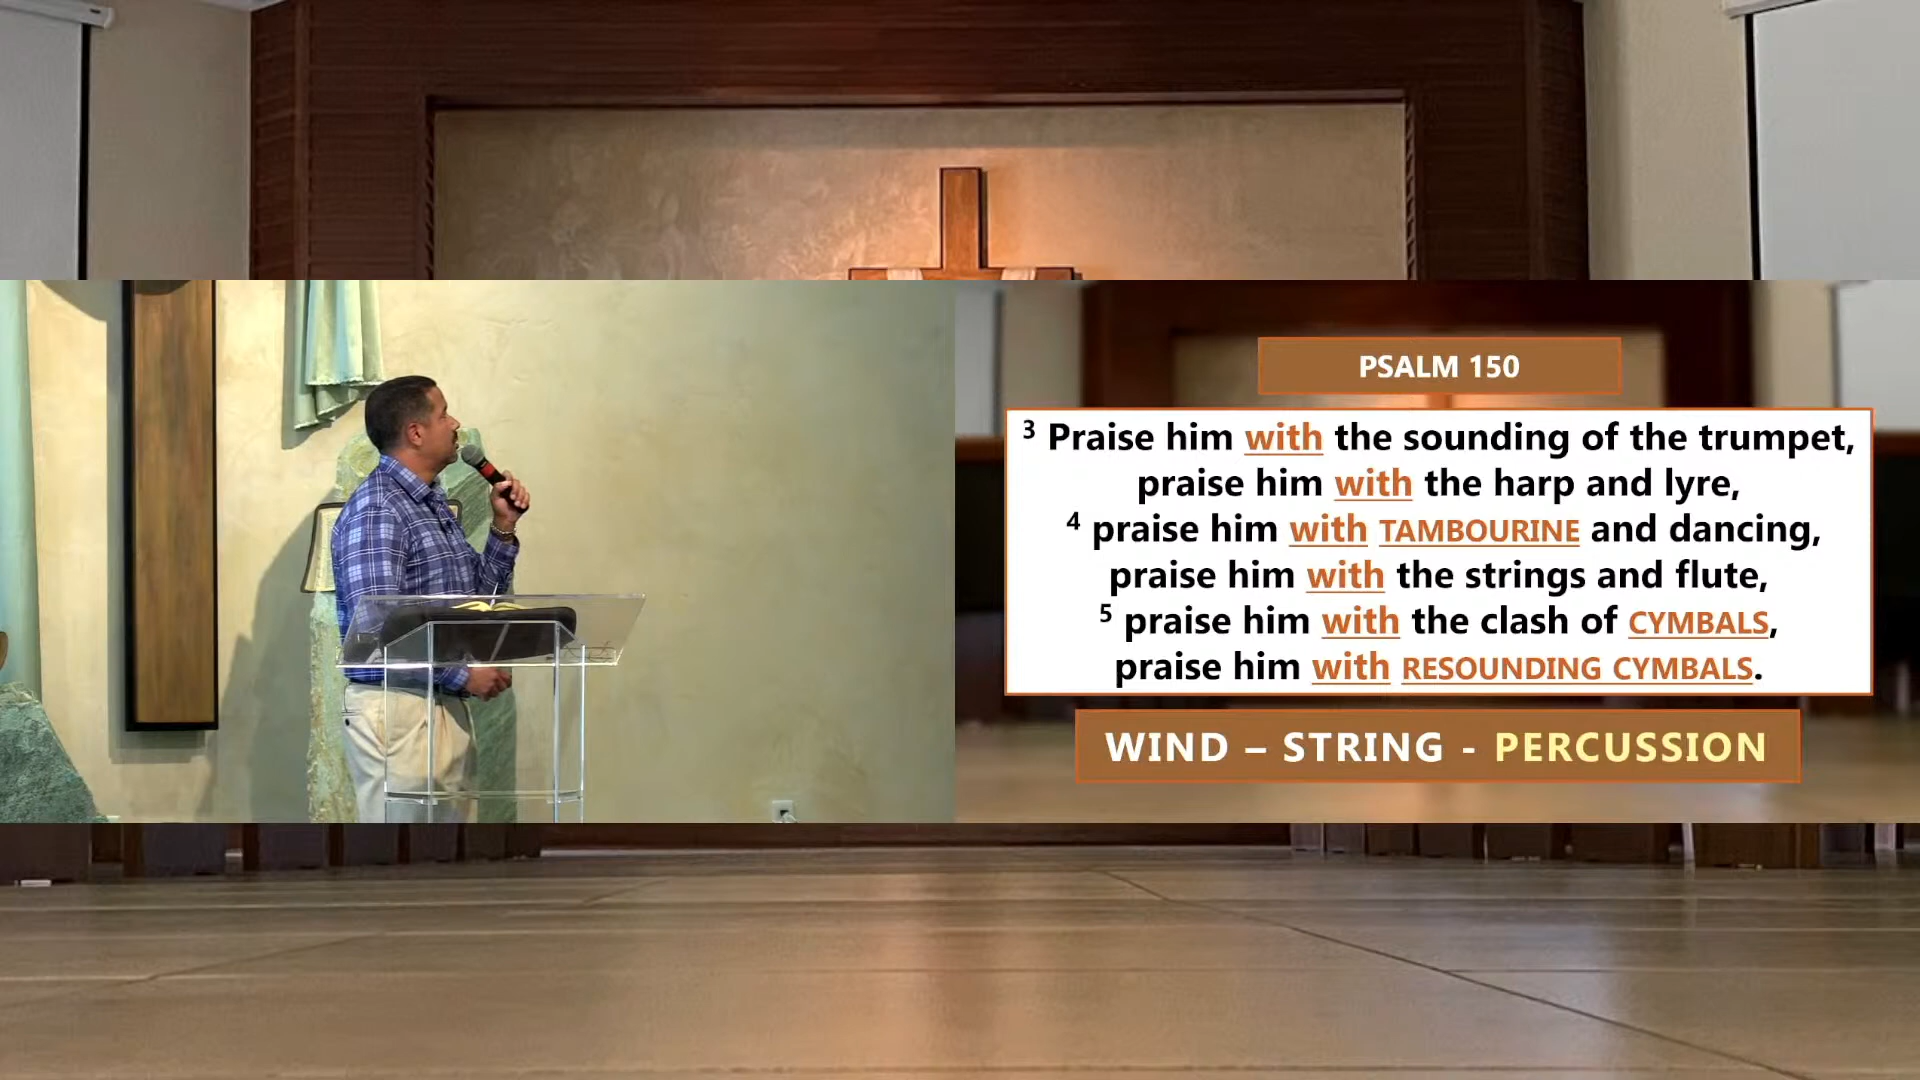 PSALM 150
³ Praise him with the sounding of the trumpet,
praise him with the harp and lyre,
⁴ praise him with TAMBOURINE and dancing,
praise him with the strings and flute,
⁵ praise him with the clash of CYMBALS,
praise him with RESOUNDING CYMBALS.
WIND – STRING - PERCUSSION